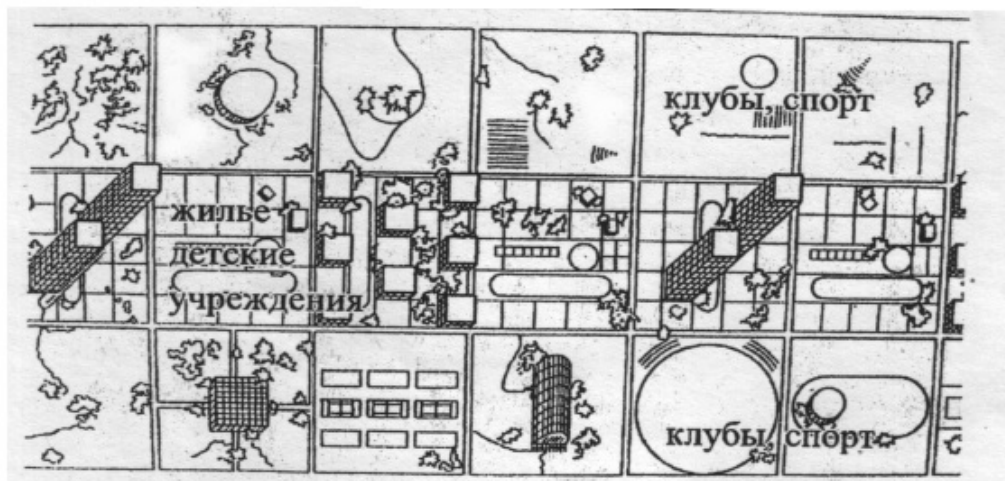 клубы, спорт
жилье
детские
учреждения
клубы, спорт